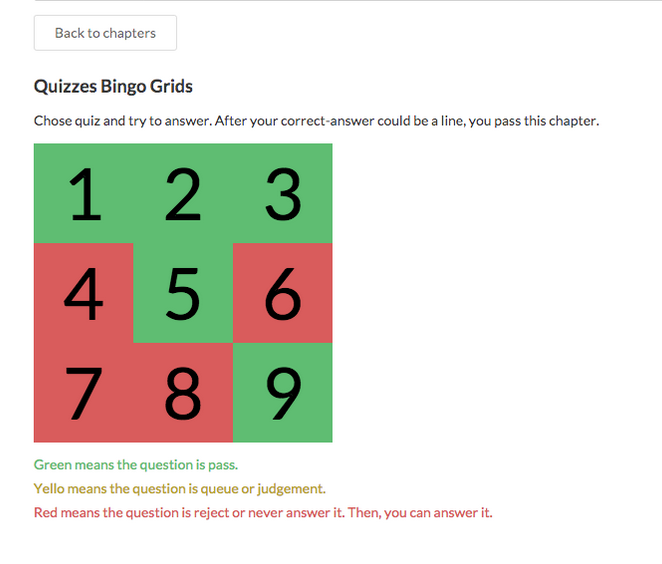 Back to chapters
Quizzes Bingo Grids
Chose quiz and try to answer. After your correct-answer could be a line, you pass this chapter.
1 2 3
4 5 6
7 8 9
Green means the question is pass.
Yello means the question is queue or judgement.
Red means the question is reject or never answer it. Then, you can answer it.